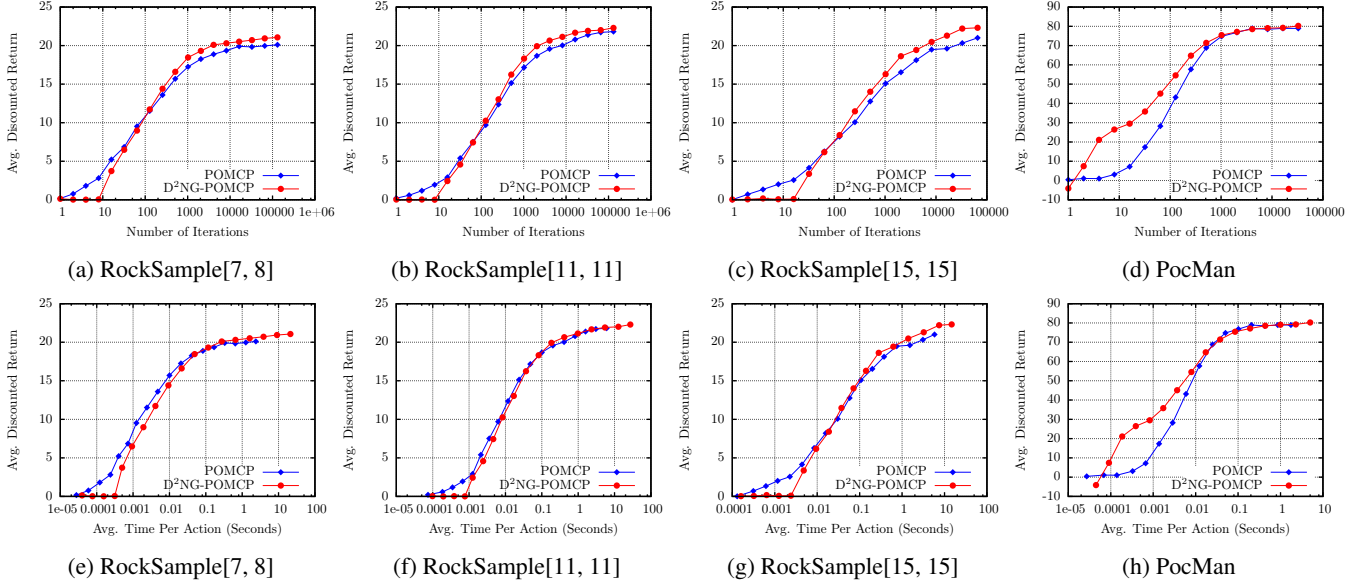 Avg. Discounted Return
25
20
15
10
5
0
POMCP
D²NG-POMCP
1 10 100 1000 10000 100000 1e+06
Number of Iterations
(a) RockSample[7, 8]
Avg. Discounted Return
25
20
15
10
5
0
POMCP
D²NG-POMCP
1 10 100 1000 10000 100000 1e+06
Number of Iterations
(b) RockSample[11, 11]
Avg. Discounted Return
25
20
15
10
5
0
POMCP
D²NG-POMCP
1 10 100 1000 10000 100000
Number of Iterations
(c) RockSample[15, 15]
Avg. Discounted Return
90
80
70
60
50
40
30
20
10
0
-10
POMCP
D²NG-POMCP
1 10 100 1000 10000 100000
Number of Iterations
(d) PocMan
Avg. Discounted Return
25
20
15
10
5
0
POMCP
D²NG-POMCP
1e-05 0.0001 0.001 0.01 0.1 1 10 100
Avg. Time Per Action (Seconds)
(e) RockSample[7, 8]
Avg. Discounted Return
25
20
15
10
5
0
POMCP
D²NG-POMCP
1e-05 0.0001 0.001 0.01 0.1 1 10 100
Avg. Time Per Action (Seconds)
(f) RockSample[11, 11]
Avg. Discounted Return
25
20
15
10
5
0
POMCP
D²NG-POMCP
0.0001 0.001 0.01 0.1 1 10 100
Avg. Time Per Action (Seconds)
(g) RockSample[15, 15]
Avg. Discounted Return
90
80
70
60
50
40
30
20
10
0
-10
POMCP
D²NG-POMCP
1e-05 0.0001 0.001 0.01 0.1 1 10
Avg. Time Per Action (Seconds)
(h) PocMan